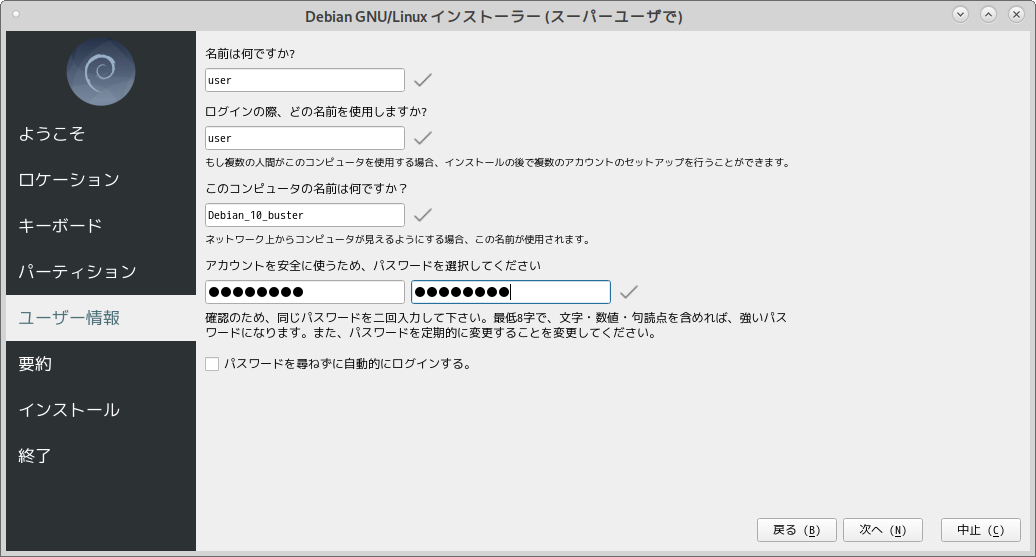 Debian GNU/Linux インストーラー (スーパーユーザで)
ようこそ
ロケーション
キーボード
パーティション
ユーザー情報
要約
インストール
終了
名前は何ですか?
user
ログインの際、どの名前を使用しますか?
user
もし複数の人間がこのコンピュータを使用する場合、インストールの後で複数のアカウントのセットアップを行うことができます。
このコンピュータの名前は何ですか？
Debian_10_buster
ネットワーク上からコンピュータが見えるようにする場合、この名前が使用されます。
アカウントを安全に使うため、パスワードを選択してください
●●●●●●●● ●●●●●●●●
確認のため、同じパスワードを二回入力して下さい。最低8字で、文字・数値・句読点を含めれば、強いパス
ワードになります。また、パスワードを定期的に変更することを変更してください。
パスワードを尋ねずに自動的にログインする。
戻る (B) 次へ (N) 中止 (C)